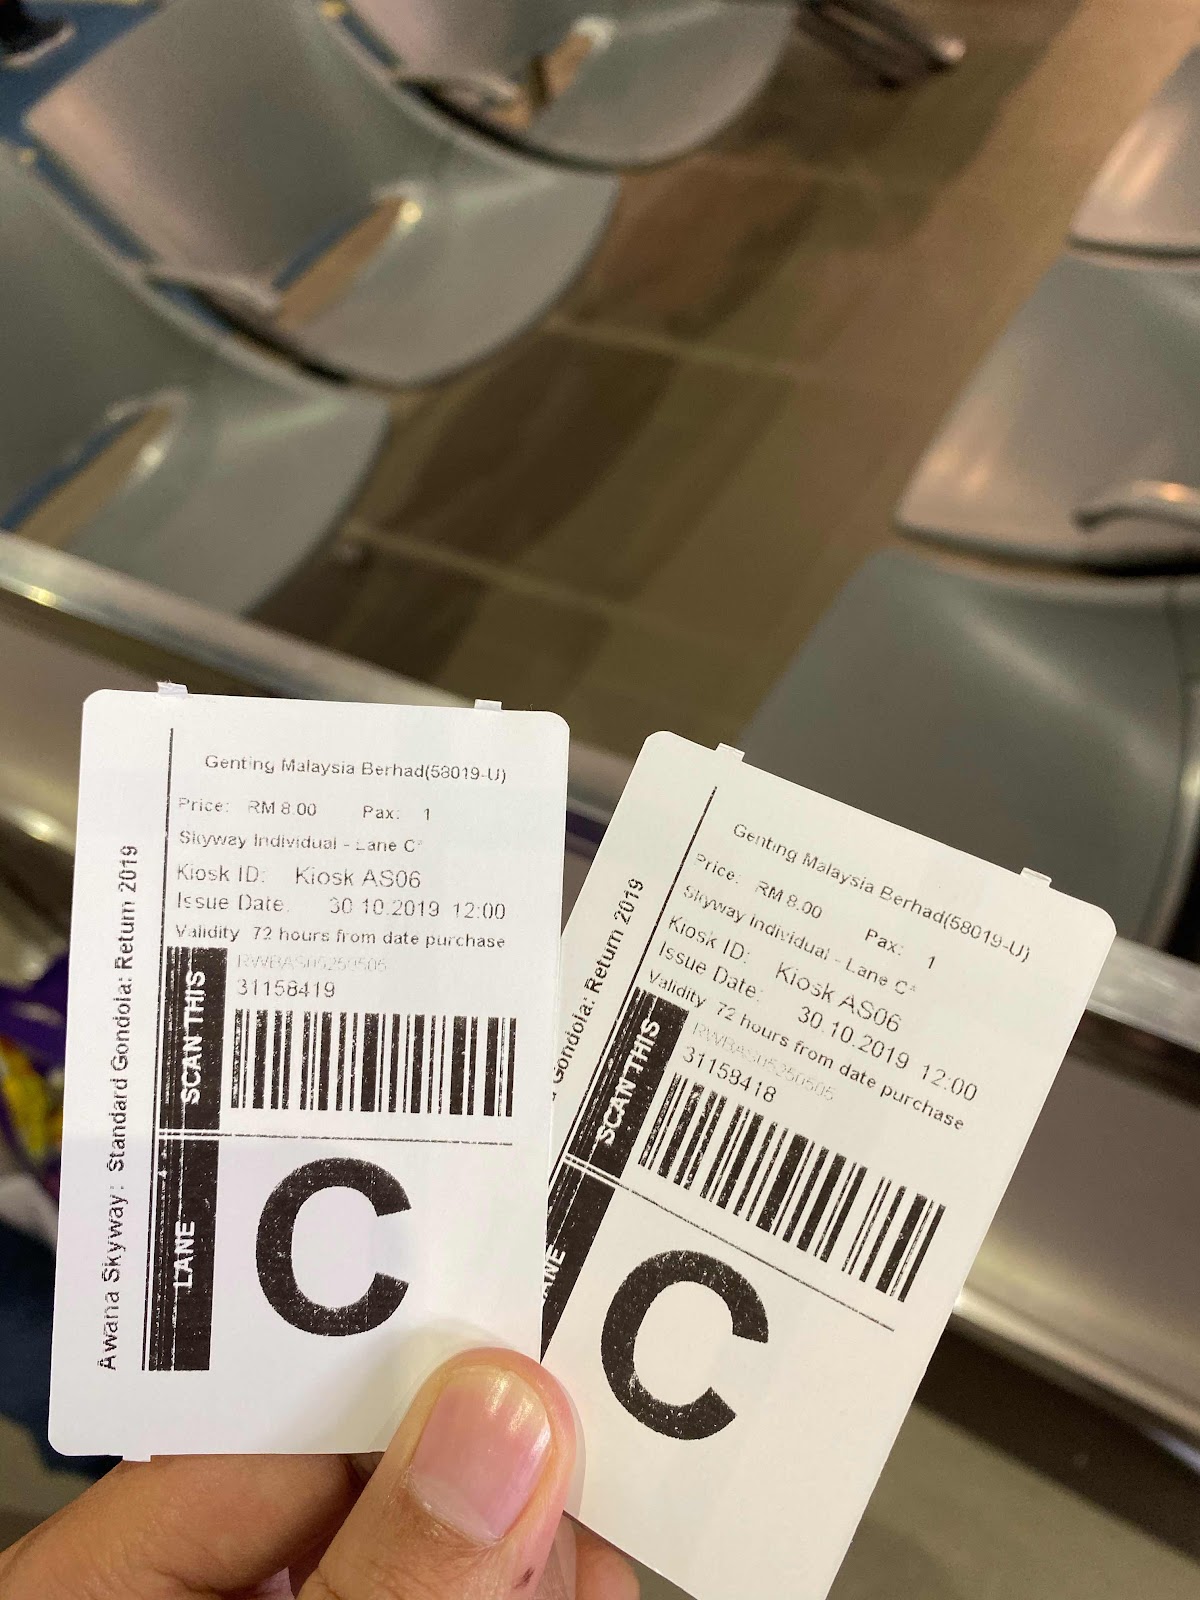 Genting Malaysia Berhad(58019-U)
Price: RM 8.00 Pax: 1
Skyway Individual - Lane C*
Kiosk ID: Kiosk AS06
Issue Date: 30.10.2019 12:00
Validity 72 hours from date purchase
RWBAS05250505
31158419
SCAN THIS
LANE
C
Awana Skyway: Standard Gondola: Return 2019
Genting Malaysia Berhad(58019-U)
Price: RM 8.00 Pax: 1
Skyway Individual - Lane C*
Kiosk ID: Kiosk AS06
Issue Date: 30.10.2019 12:00
Validity 72 hours from date purchase
RWBAS05250505
31158418
SCAN THIS
ANE
C
Gondola: Return 2019